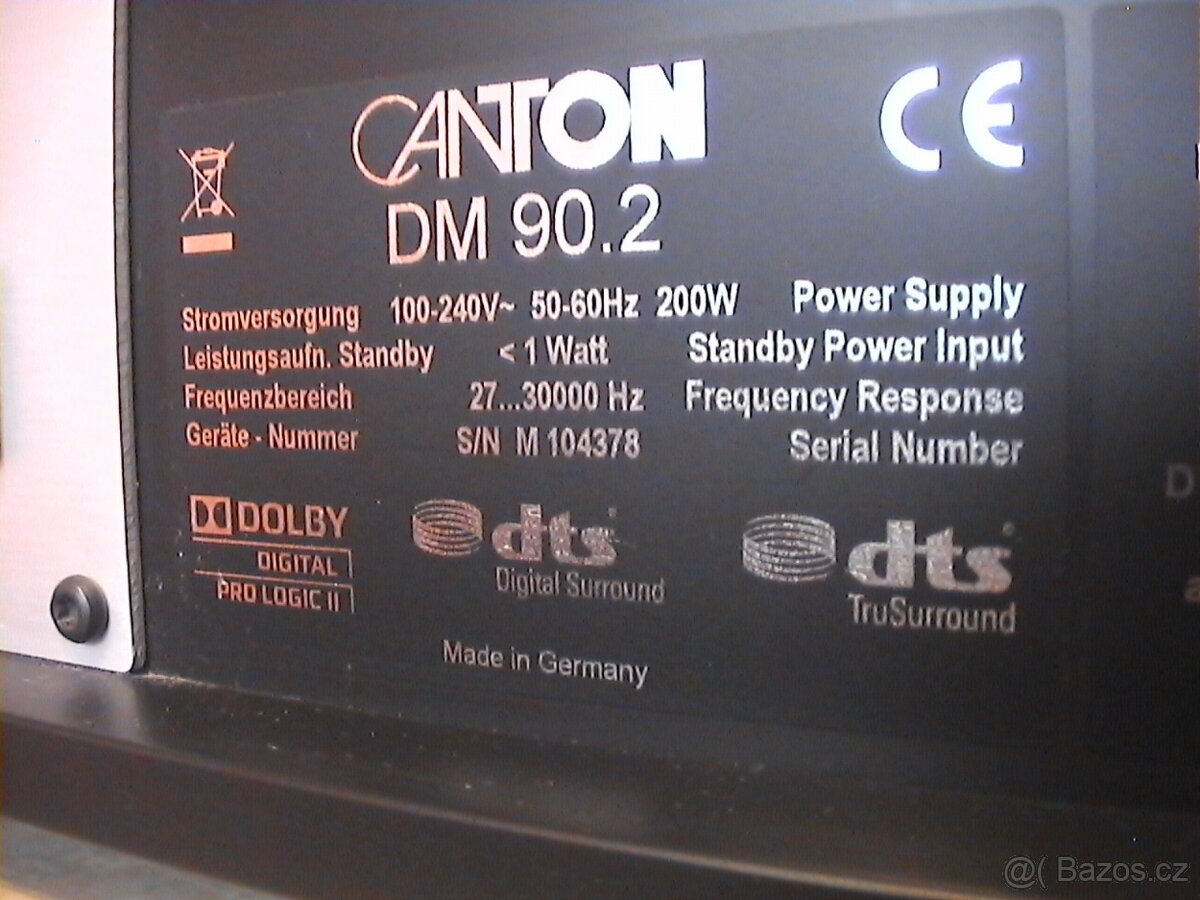 CANTON CE
DM 90.2
Stromversorgung 100-240V~ 50-60Hz 200W Power Supply
Leistungsaufn. Standby < 1 Watt Standby Power Input
Frequenzbereich 27...30000 Hz Frequency Response
Geräte - Nummer S/N M 104378 Serial Number
DOLBY
DIGITAL
PRO LOGIC II
dts
Digital Surround
dts
TruSurround
Made in Germany
D
@( Bazos.cz